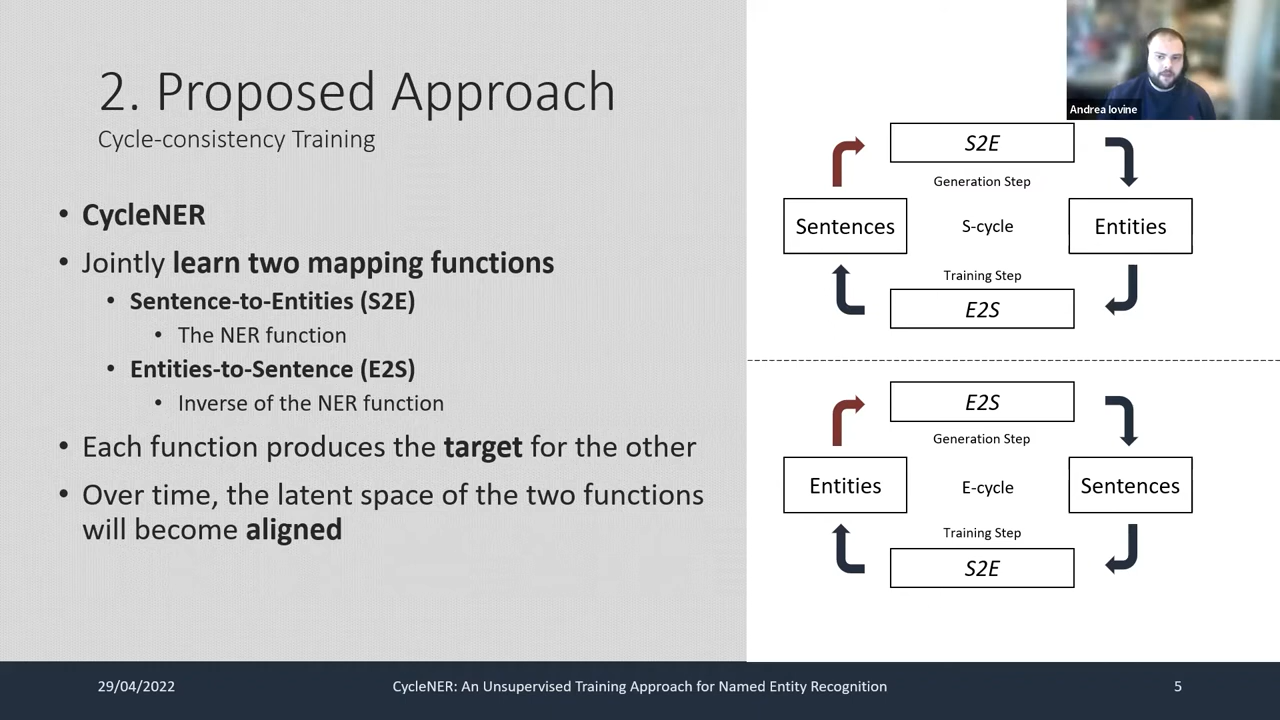 2. Proposed Approach
Cycle-consistency Training
• CycleNER
• Jointly learn two mapping functions
• Sentence-to-Entities (S2E)
• The NER function
• Entities-to-Sentence (E2S)
• Inverse of the NER function
• Each function produces the target for the other
• Over time, the latent space of the two functions
will become aligned
Andrea Iovine
S2E
Generation Step
Sentences
S-cycle
Entities
Training Step
E2S
E2S
Generation Step
Entities
E-cycle
Sentences
Training Step
S2E
29/04/2022
CycleNER: An Unsupervised Training Approach for Named Entity Recognition
5